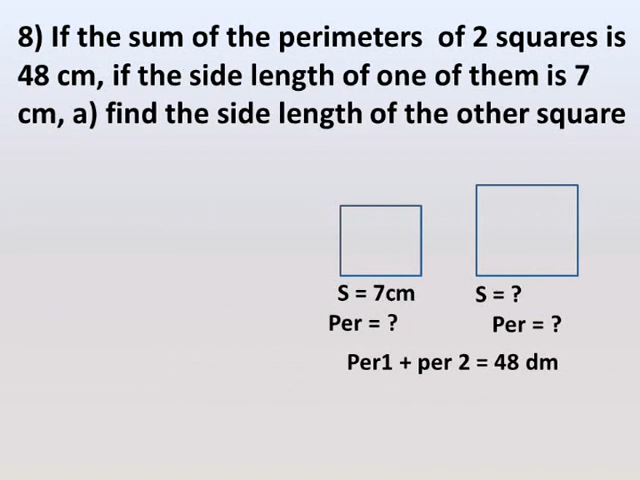 8) If the sum of the perimeters of 2 squares is
48 cm, if the side length of one of them is 7
cm, a) find the side length of the other square
S = 7cm
S = ?
Per = ?
Per = ?
Per1 + per 2 = 48 dm